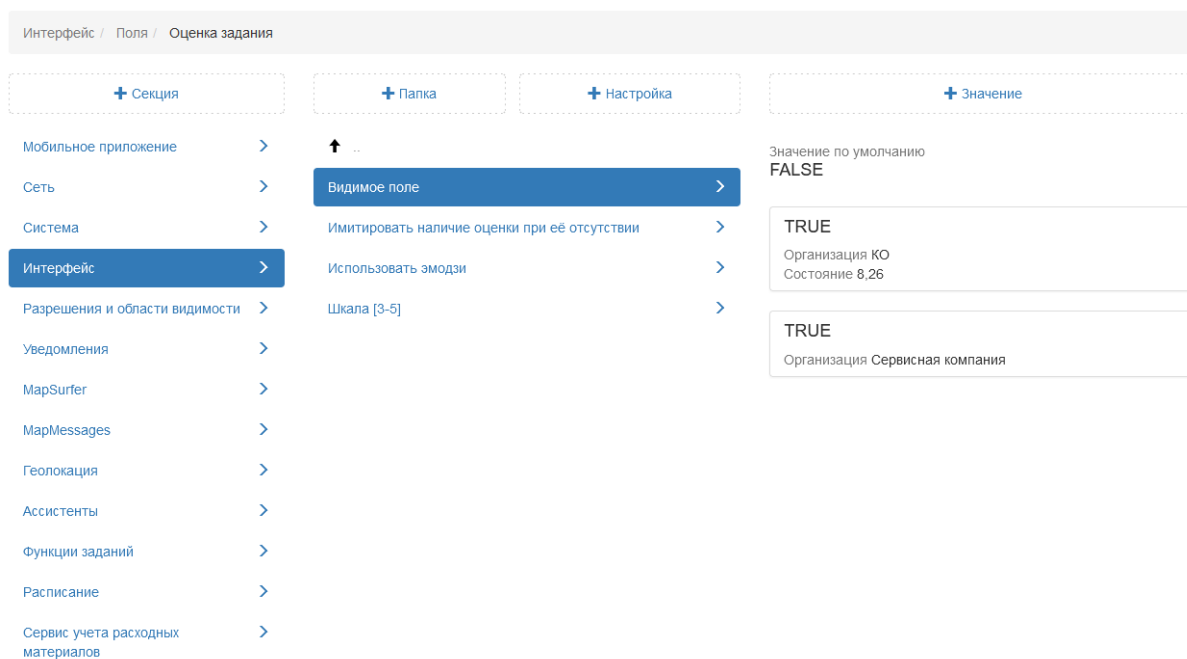 Интерфейс / Поля / Оценка задания
+ Секция
+ Папка
+ Настройка
+ Значение
Мобильное приложение
Сеть
Система
Интерфейс
Разрешения и области видимости
Уведомления
MapSurfer
MapMessages
Геолокация
Ассистенты
Функции заданий
Расписание
Сервис учета расходных
материалов
..
Видимое поле
Имитировать наличие оценки при её отсутствии
Использовать эмодзи
Шкала [3-5]
Значение по умолчанию
FALSE
TRUE
Организация КО
Состояние 8,26
TRUE
Организация Сервисная компания